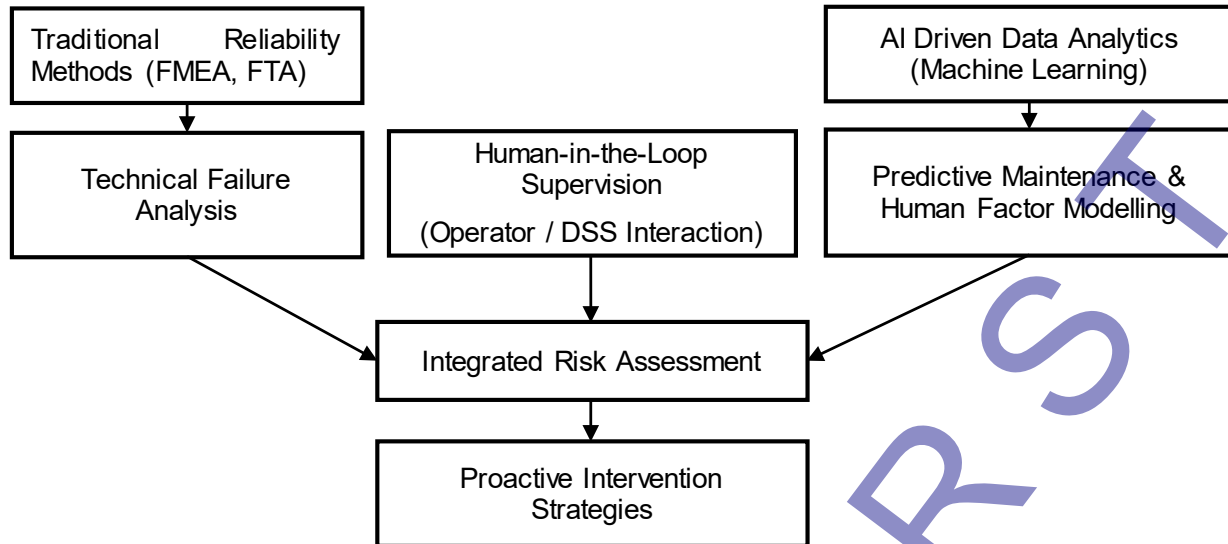 Traditional Reliability
Methods (FMEA, FTA)
AI Driven Data Analytics
(Machine Learning)
Technical Failure
Analysis
Human-in-the-Loop
Supervision
(Operator / DSS Interaction)
Predictive Maintenance &
Human Factor Modelling
Integrated Risk Assessment
Proactive Intervention
Strategies
R S T